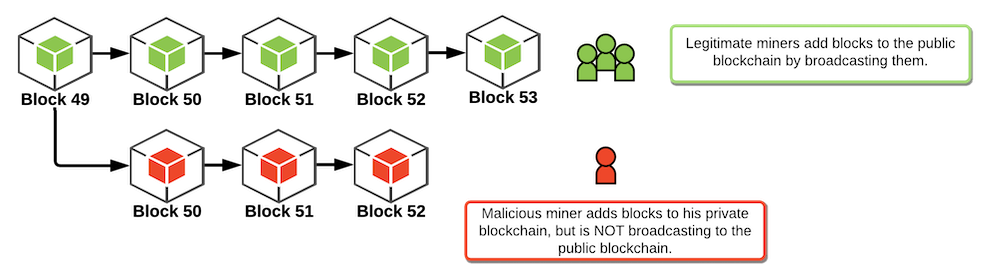 Legitimate miners add blocks to the public
blockchain by broadcasting them.
Block 49
Block 50
Block 51
Block 52
Block 53
Block 50
Block 51
Block 52
Malicious miner adds blocks to his private
blockchain, but is NOT broadcasting to the
public blockchain.